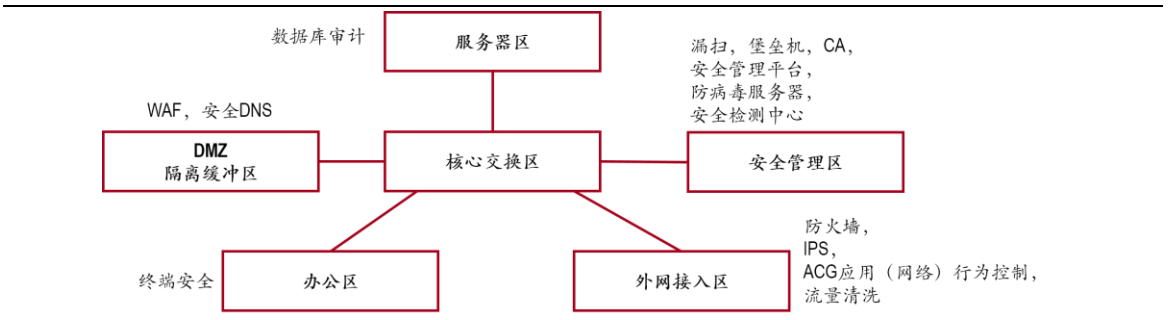 数据库审计
服务器区
漏扫，堡垒机，CA，
安全管理平台，
防病毒服务器，
安全检测中心
WAF，安全DNS
DMZ
隔离缓冲区
核心交换区
安全管理区
终端安全
办公区
外网接入区
防火墙，
IPS，
ACG应用（网络）行为控制，
流量清洗